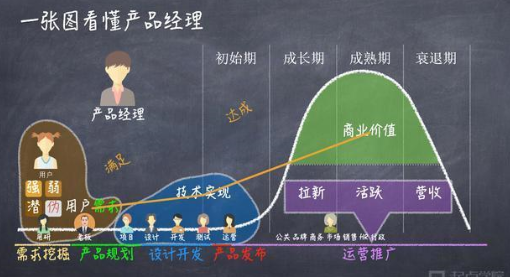 一张图看懂产品经理
初始期 成长期 成熟期 衰退期
产品经理
达成
商业价值
满足
用户
强 弱
潜 伪 用户需求
技术实现
拉新 活跃 营收
用研 老板 项目 设计 开发 测试 运营
公关 品牌 商务 市场 销售 HR 财政
需求挖掘 产品规划 设计开发 产品发布 运营推广